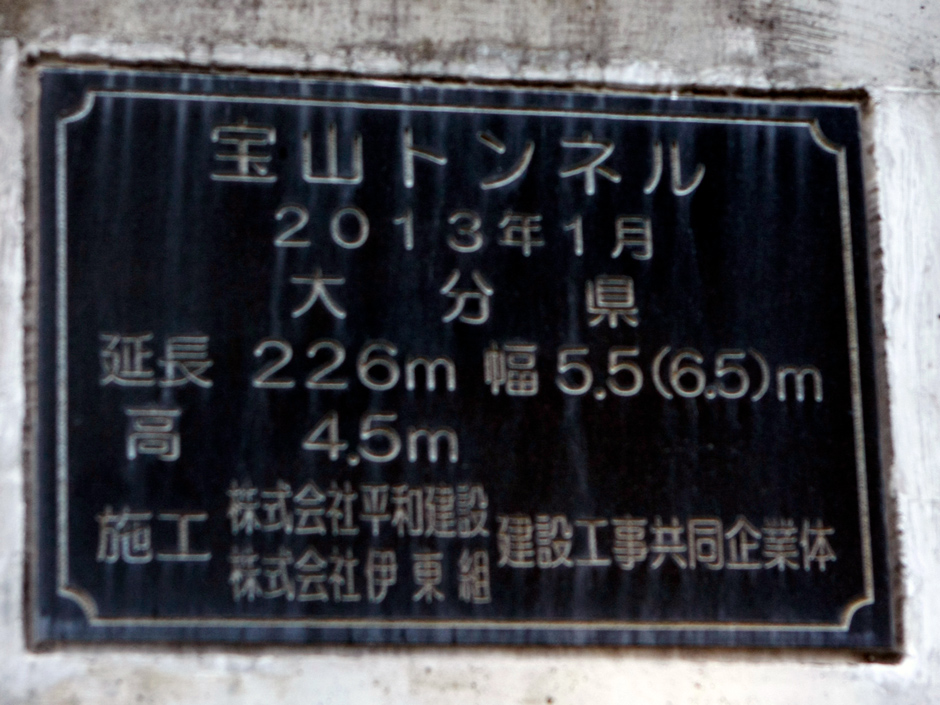 宝山トンネル
2013年1月
大分県
延長 226m 幅 5.5(6.5)m
高 4.5m
施工 株式会社平和建設 建設工事共同企業体
株式会社伊東組